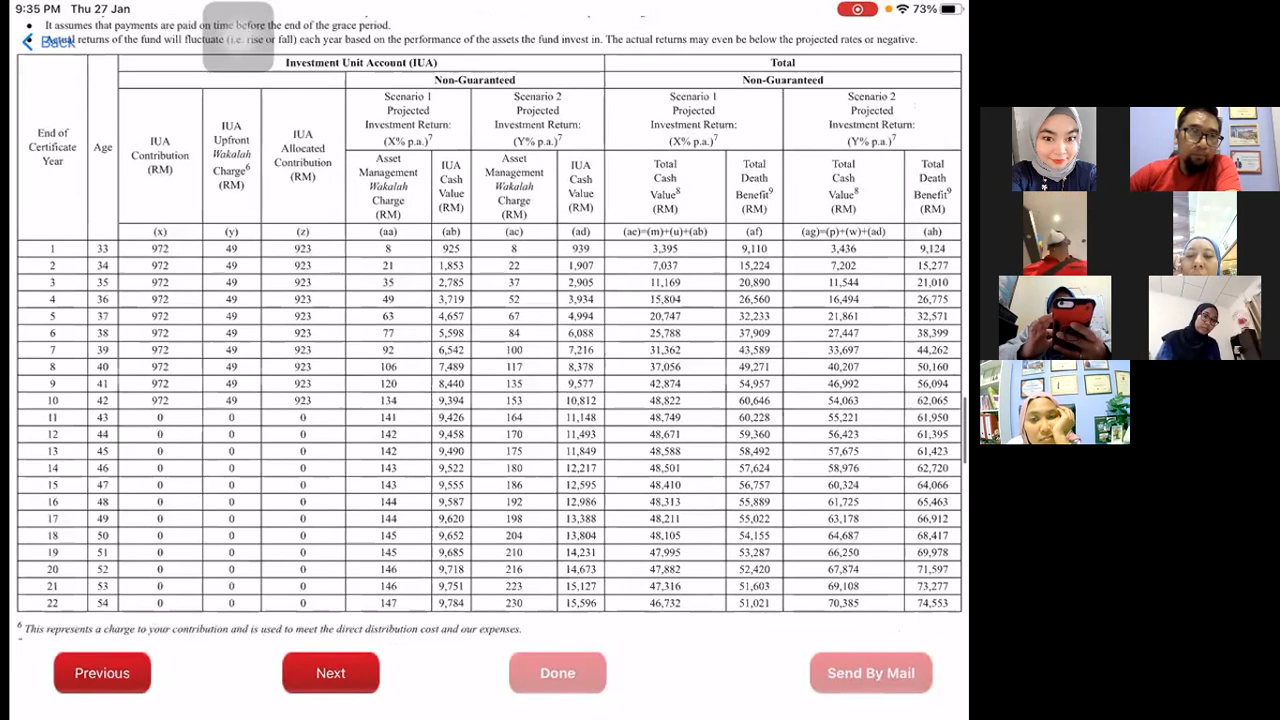 9:35 PM Thu 27 Jan
73%
It assumes that payments are paid on time before the end of the grace period.
Back
Actual returns of the fund will fluctuate (i.e. rise or fall) each year based on the performance of the assets the fund invest in. The actual returns may even be below the projected rates or negative.
Investment Unit Account (IUA) Total
Non-Guaranteed Non-Guaranteed
End of Certificate Year
Age
IUA Contribution (RM)
IUA Upfront Wakalah Charge6 (RM)
IUA Allocated Contribution (RM)
Scenario 1 Projected Investment Return: (X% p.a.)7
Scenario 2 Projected Investment Return: (Y% p.a.)7
Scenario 1 Projected Investment Return: (X% p.a.)7
Scenario 2 Projected Investment Return: (Y% p.a.)7
Asset Management Wakalah Charge (RM)
IUA Cash Value (RM)
Asset Management Wakalah Charge (RM)
IUA Cash Value (RM)
Total Cash Value8 (RM)
Total Death Benefit9 (RM)
Total Cash Value8 (RM)
Total Death Benefit9 (RM)
(x) (y) (z) (aa) (ab) (ac) (ad) (ae)=(m)+(u)+(ab) (af) (ag)=(p)+(w)+(ad) (ah)
1 33 972 49 923 8 925 8 939 3,395 9,110 3,436 9,124
2 34 972 49 923 21 1,853 22 1,907 7,037 15,224 7,202 15,277
3 35 972 49 923 35 2,785 37 2,905 11,169 20,890 11,544 21,010
4 36 972 49 923 49 3,719 52 3,934 15,804 26,560 16,494 26,775
5 37 972 49 923 63 4,657 67 4,994 20,747 32,233 21,861 32,571
6 38 972 49 923 77 5,598 84 6,088 25,788 37,909 27,447 38,399
7 39 972 49 923 92 6,542 100 7,216 31,362 43,589 33,697 44,262
8 40 972 49 923 106 7,489 117 8,378 37,056 49,271 40,207 50,160
9 41 972 49 923 120 8,440 135 9,577 42,874 54,957 46,992 56,094
10 42 972 49 923 134 9,394 153 10,812 48,822 60,646 54,063 62,065
11 43 0 0 0 141 9,426 164 11,148 48,749 60,228 55,221 61,950
12 44 0 0 0 142 9,458 170 11,493 48,671 59,360 56,423 61,395
13 45 0 0 0 142 9,490 175 11,849 48,588 58,492 57,675 61,423
14 46 0 0 0 143 9,522 180 12,217 48,501 57,624 58,976 62,720
15 47 0 0 0 143 9,555 186 12,595 48,410 56,757 60,324 64,066
16 48 0 0 0 144 9,587 192 12,986 48,313 55,889 61,725 65,463
17 49 0 0 0 144 9,620 198 13,388 48,211 55,022 63,178 66,912
18 50 0 0 0 145 9,652 204 13,804 48,105 54,155 64,687 68,417
19 51 0 0 0 145 9,685 210 14,231 47,995 53,287 66,250 69,978
20 52 0 0 0 146 9,718 216 14,673 47,882 52,420 67,874 71,597
21 53 0 0 0 146 9,751 223 15,127 47,316 51,603 69,108 73,277
22 54 0 0 0 147 9,784 230 15,596 46,732 51,021 70,385 74,553
6 This represents a charge to your contribution and is used to meet the direct distribution cost and our expenses.
Previous Next Done Send By Mail